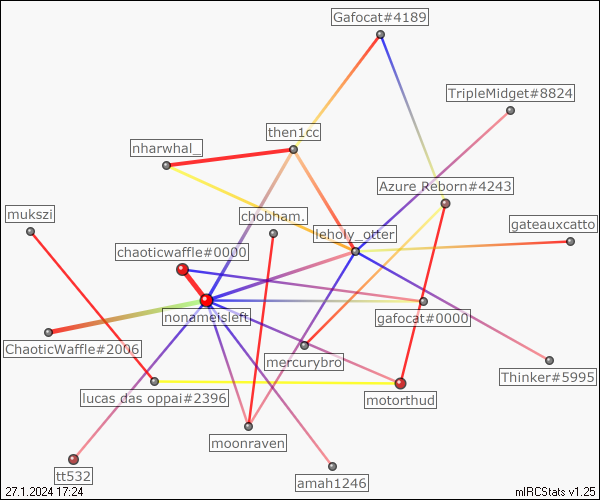 Gafocat#4189
TripleMidget#8824
then1cc
nharwhal_
Azure Reborn#4243
mukszi
chobham.
gateauxcatto
leholy_otter
chaoticwaffle#0000
nonameisleft
gafocat#0000
ChaoticWaffle#2006
mercurybro
Thinker#5995
lucas das oppai#2396
motorthud
moonraven
tt532
amah1246
27.1.2024 17:24
mIRCStats v1.25